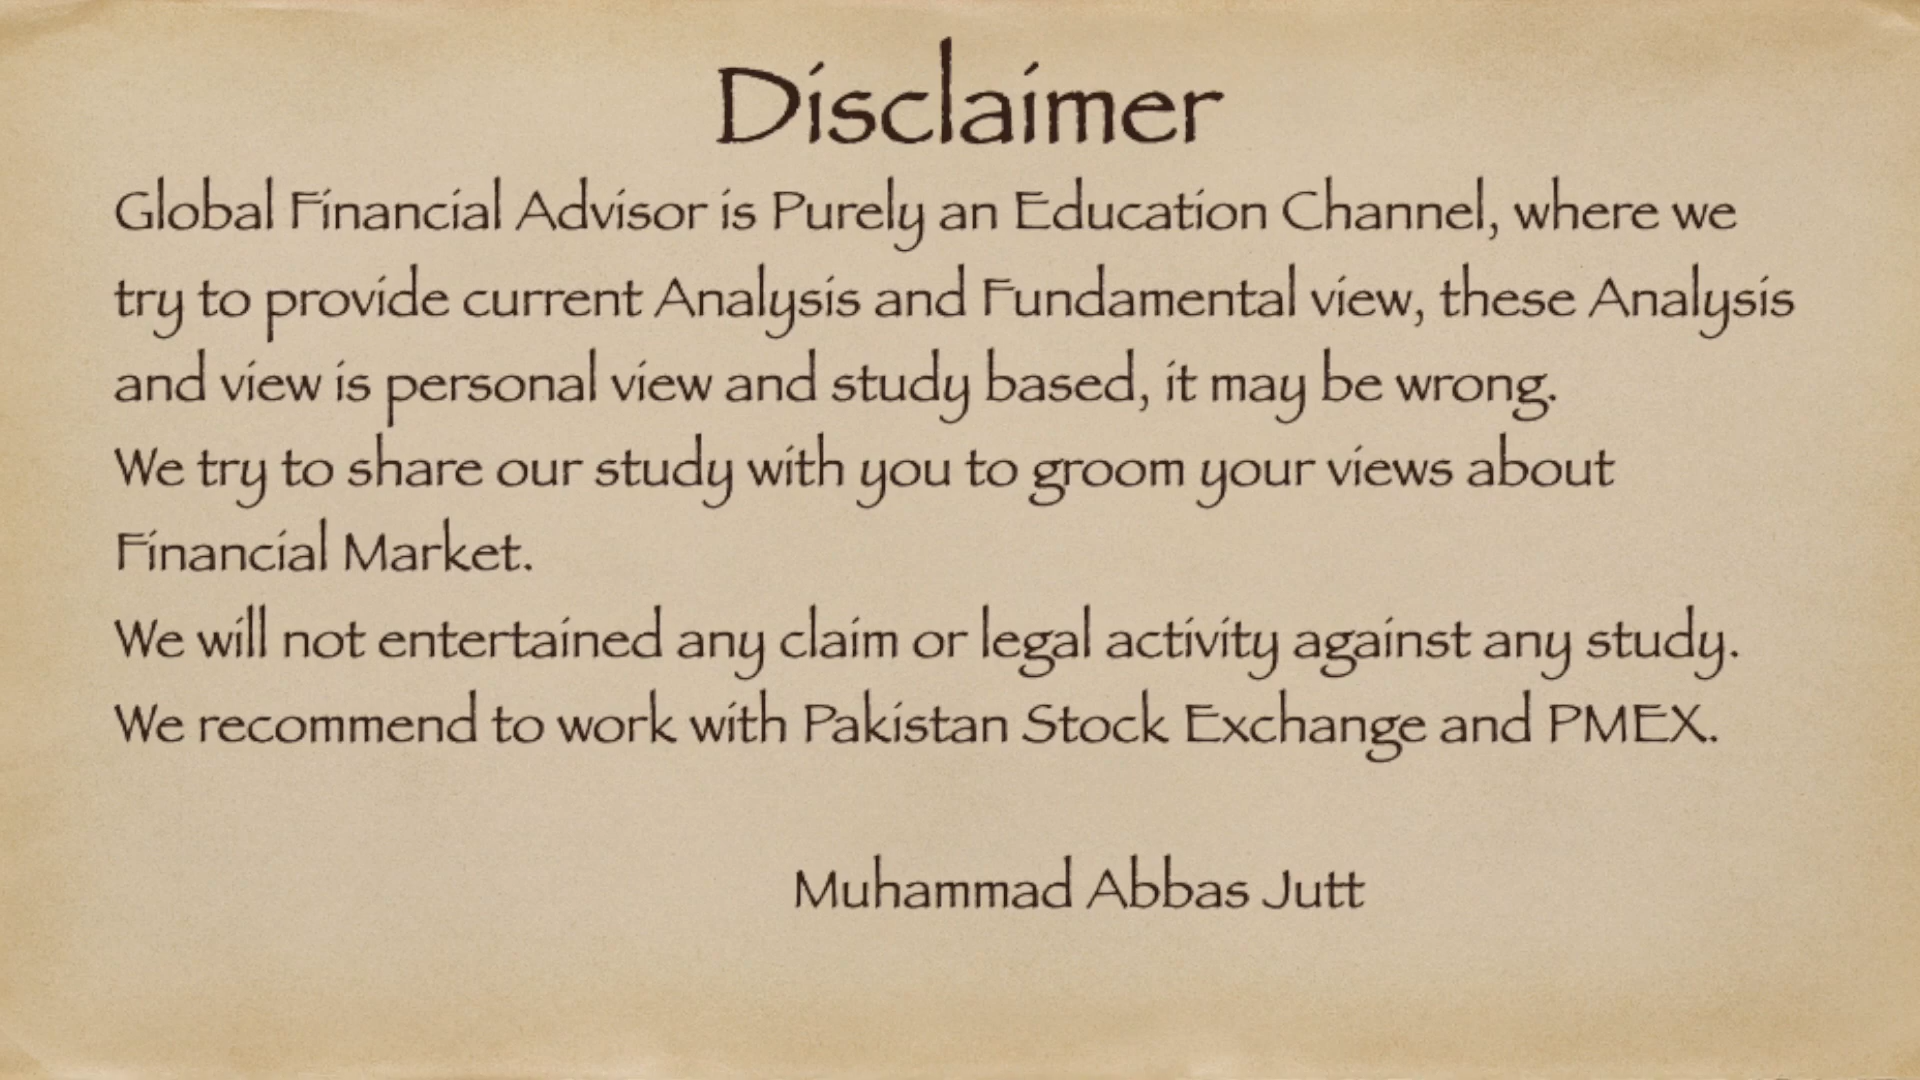 Disclaimer
Global Financial Advisor is Purely an Education Channel, where we
try to provide current Analysis and Fundamental view, these Analysis
and view is personal view and study based, it may be wrong.
We try to share our study with you to groom your views about
Financial Market.
We will not entertained any claim or legal activity against any study.
We recommend to work with Pakistan Stock Exchange and PMEX.
Muhammad Abbas Jutt